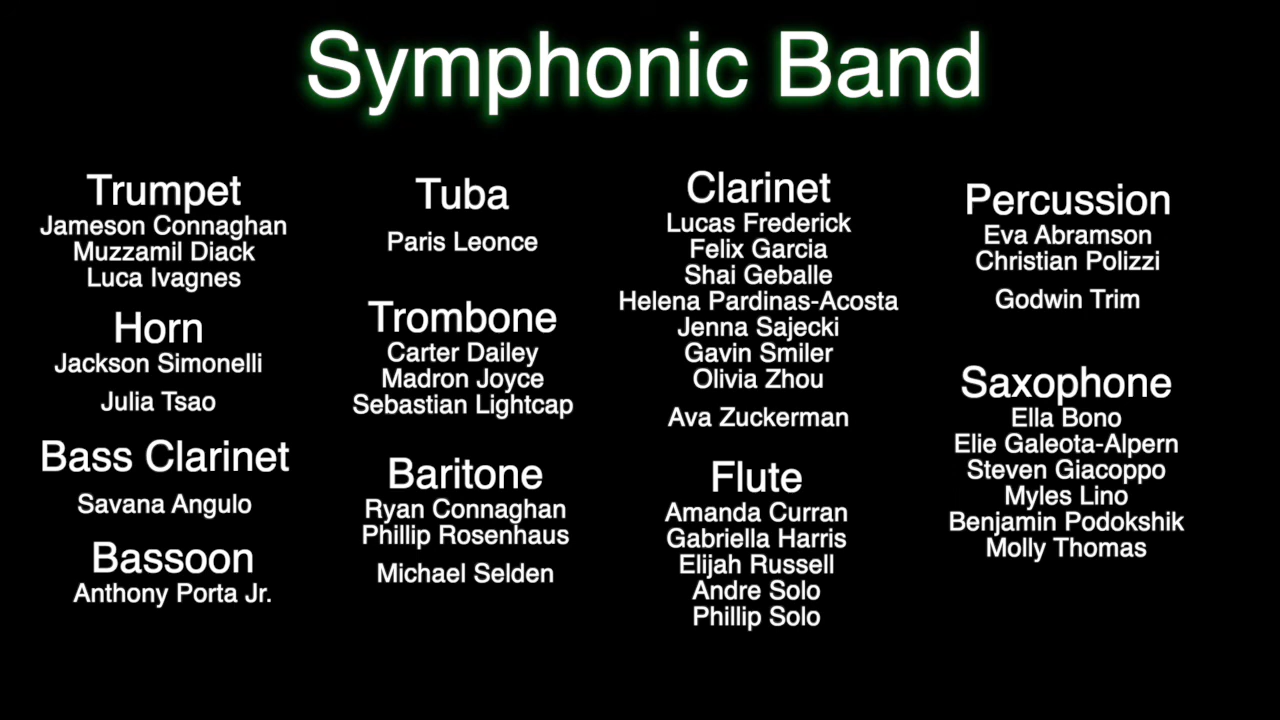 Symphonic Band
Trumpet
Jameson Connaghan
Muzzamil Diack
Luca Ivagnes
Horn
Jackson Simonelli
Julia Tsao
Bass Clarinet
Savana Angulo
Bassoon
Anthony Porta Jr.
Tuba
Paris Leonce
Trombone
Carter Dailey
Madron Joyce
Sebastian Lightcap
Baritone
Ryan Connaghan
Phillip Rosenhaus
Michael Selden
Clarinet
Lucas Frederick
Felix Garcia
Shai Geballe
Helena Pardinas-Acosta
Jenna Sajecki
Gavin Smiler
Olivia Zhou
Ava Zuckerman
Flute
Amanda Curran
Gabriella Harris
Elijah Russell
Andre Solo
Phillip Solo
Percussion
Eva Abramson
Christian Polizzi
Godwin Trim
Saxophone
Ella Bono
Elie Galeota-Alpern
Steven Giacoppo
Myles Lino
Benjamin Podokshik
Molly Thomas